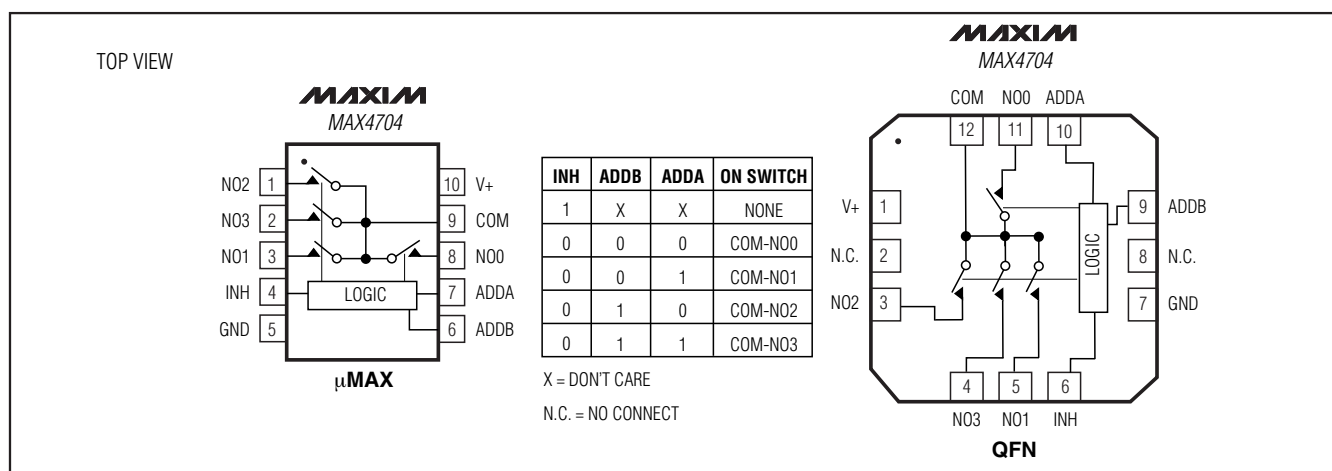 TOP VIEW
MAXIM
MAX4704
NO2 1
NO3 2
NO1 3
INH 4
GND 5
10 V+
9 COM
8 NO0
7 ADDA
6 ADDB
LOGIC
µMAX
INH ADDB ADDA ON SWITCH
1 X X NONE
0 0 0 COM-NO0
0 0 1 COM-NO1
0 1 0 COM-NO2
0 1 1 COM-NO3
X = DON'T CARE
N.C. = NO CONNECT
MAXIM
MAX4704
COM NO0 ADDA
12 11 10
V+ 1
N.C. 2
NO2 3
9 ADDB
8 N.C.
7 GND
LOGIC
4 5 6
NO3 NO1 INH
QFN